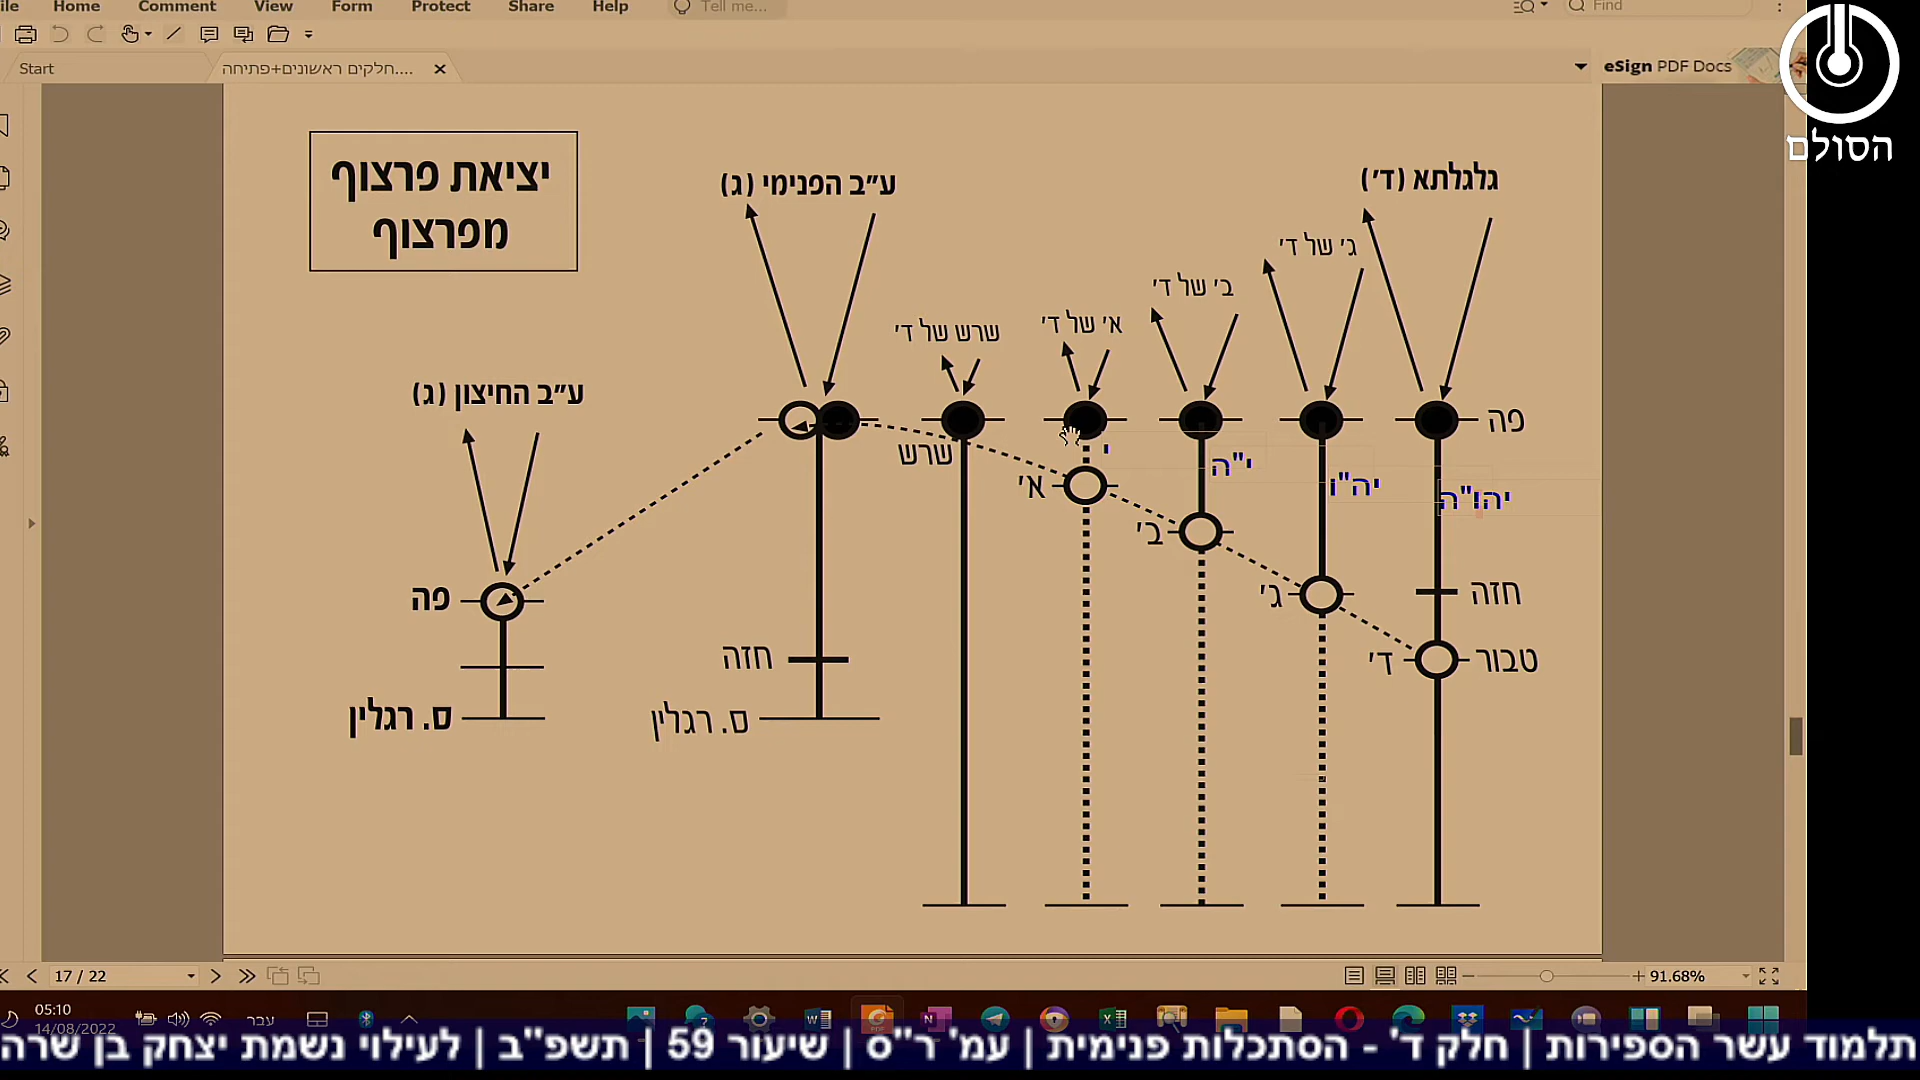 Home Comment View Form Protect Share Help Tell me... Find
Start
חלקים ראשונים+פתיחה....
eSign PDF Docs
הסולם
יציאת פרצוף
מפרצוף
גלגלתא (ד')
ע"ב הפנימי (ג)
ג' של ד'
ב' של ד'
א' של ד'
שרש של ד'
ע"ב החיצון (ג)
פה
שרש
י
י"ה
יה"ו
יהו"ה
א'
ב'
ג'
ד'
חזה
טבור
פה
חזה
ס. רגלין
ס. רגלין
17 / 22
91.68%
05:10
14/08/2022
עבר
תלמוד עשר הספירות | חלק ד' - הסתכלות פנימית | עמ' ר"ס | שיעור 59 | תשפ"ב | לעילוי נשמת יצחק בן שרה